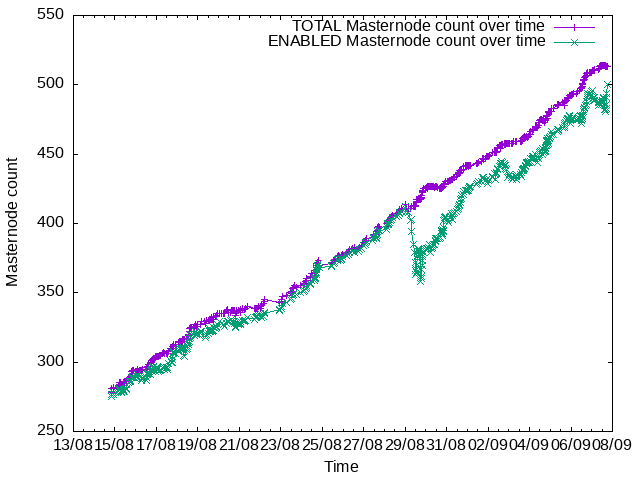 TOTAL Masternode count over time
ENABLED Masternode count over time
550
500
450
400
350
300
250
Masternode count
13/08 15/08 17/08 19/08 21/08 23/08 25/08 27/08 29/08 31/08 02/09 04/09 06/09 08/09
Time